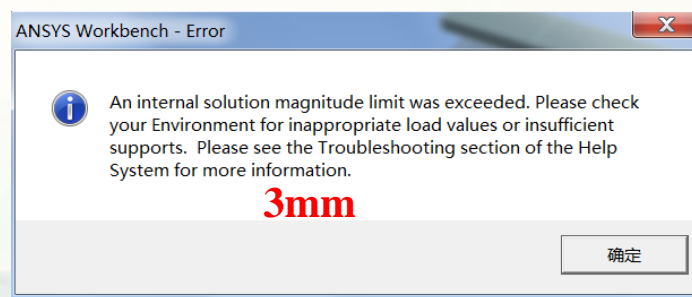 ANSYS Workbench - Error
An internal solution magnitude limit was exceeded. Please check
your Environment for inappropriate load values or insufficient
supports. Please see the Troubleshooting section of the Help
System for more information.
3mm
确定